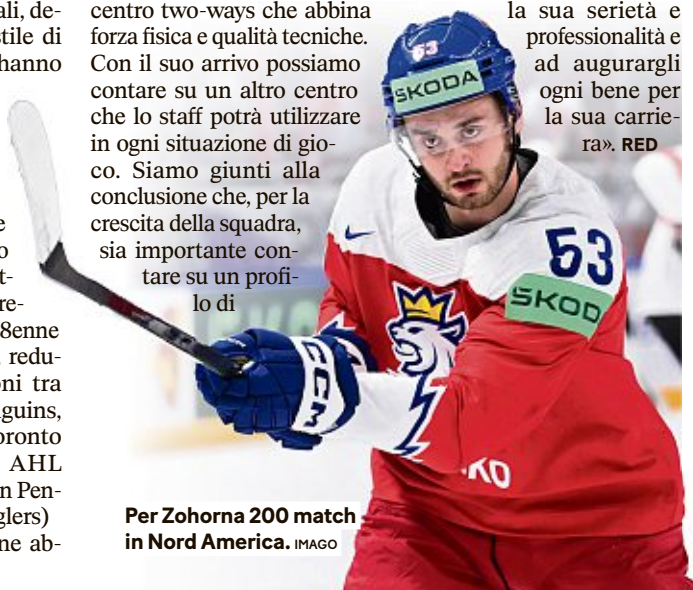 ali, de-
tile di
hanno
e
o
t-
re-
8enne
redu-
ni tra
guins,
oronto
AHL
n Pen-
glers)
ne ab-
centro two-ways che abbina
forza fisica e qualità tecniche.
Con il suo arrivo possiamo
contare su un altro centro
che lo staff potrà utilizzare
in ogni situazione di gio-
co. Siamo giunti alla
conclusione che, per la
crescita della squadra,
sia importante con-
tare su un profi-
lo di
la sua serietà e
professionalità e
ad augurargli
ogni bene per
la sua carrie-
ra». RED
63
ŠKODA
53
ŠKOD
CCM
KO
Per Zohorna 200 match
in Nord America. IMAGO